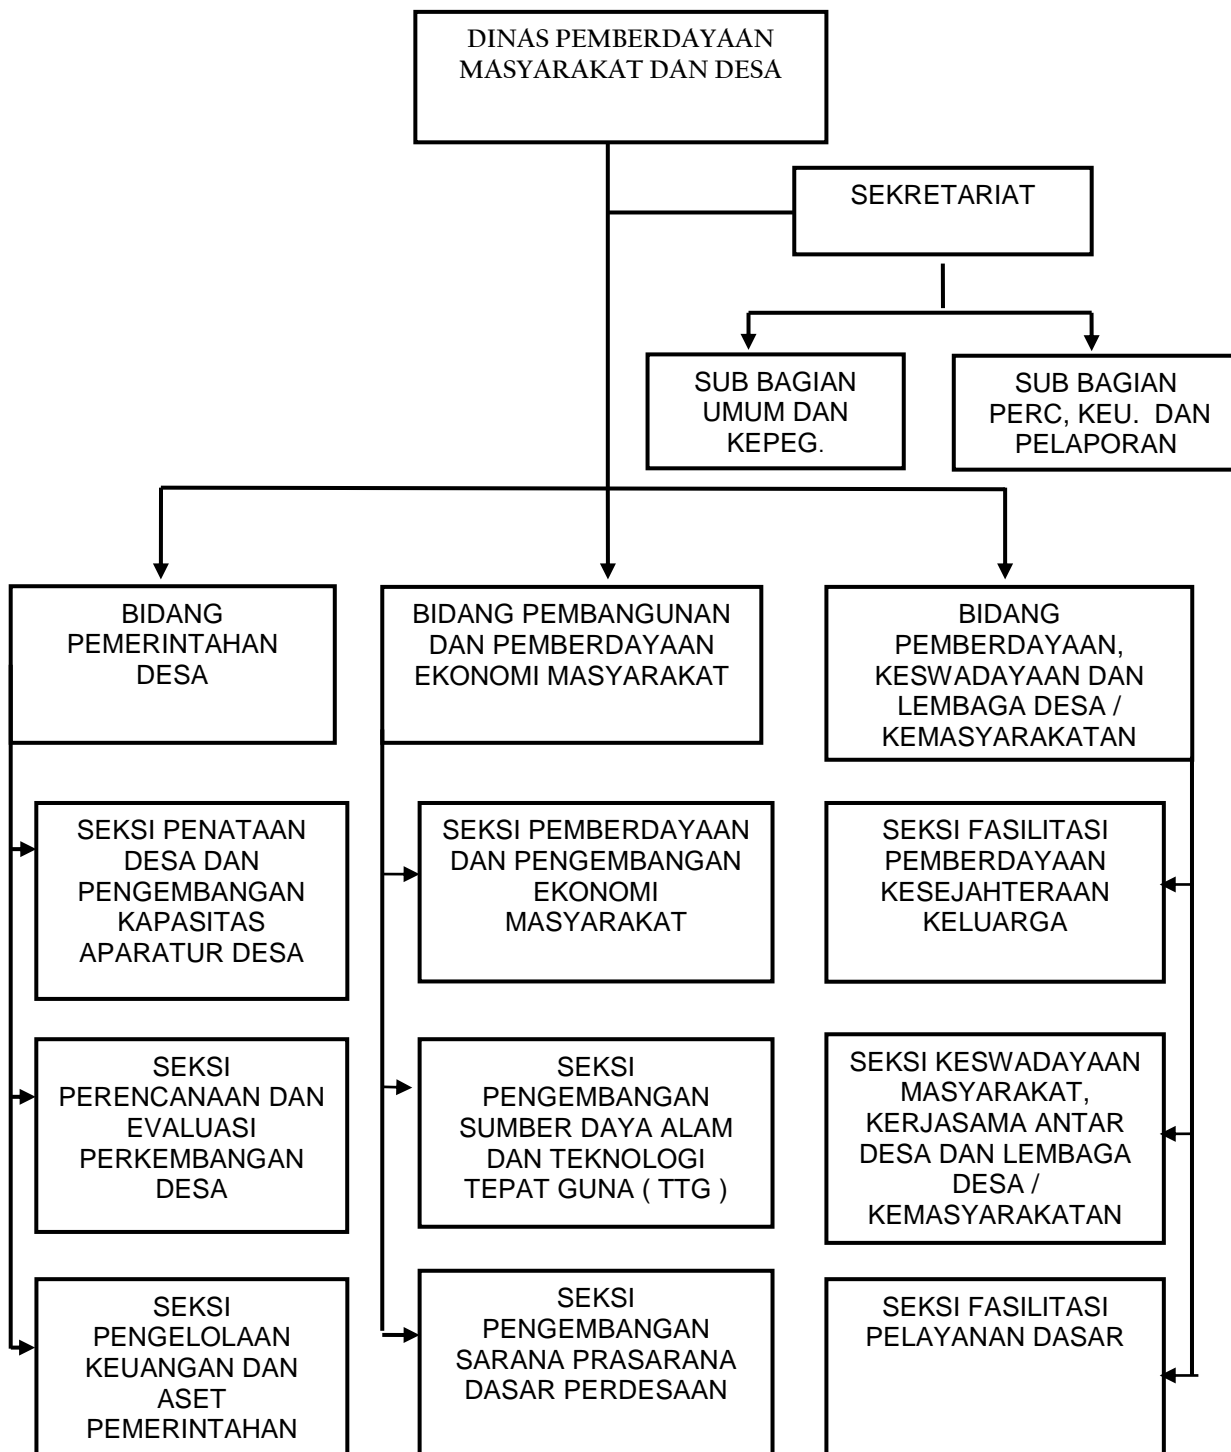 DINAS PEMBERDAYAAN
MASYARAKAT DAN DESA
SEKRETARIAT
SUB BAGIAN
UMUM DAN
KEPEG.
SUB BAGIAN
PERC, KEU. DAN
PELAPORAN
BIDANG
PEMERINTAHAN
DESA
BIDANG PEMBANGUNAN
DAN PEMBERDAYAAN
EKONOMI MASYARAKAT
BIDANG
PEMBERDAYAAN,
KESWADAYAAN DAN
LEMBAGA DESA /
KEMASYARAKATAN
SEKSI PENATAAN
DESA DAN
PENGEMBANGAN
KAPASITAS
APARATUR DESA
SEKSI PEMBERDAYAAN
DAN PENGEMBANGAN
EKONOMI
MASYARAKAT
SEKSI FASILITASI
PEMBERDAYAAN
KESEJAHTERAAN
KELUARGA
SEKSI
PERENCANAAN DAN
EVALUASI
PERKEMBANGAN
DESA
SEKSI
PENGEMBANGAN
SUMBER DAYA ALAM
DAN TEKNOLOGI
TEPAT GUNA ( TTG )
SEKSI KESWADAYAAN
MASYARAKAT,
KERJASAMA ANTAR
DESA DAN LEMBAGA
DESA /
KEMASYARAKATAN
SEKSI
PENGELOLAAN
KEUANGAN DAN
ASET
PEMERINTAHAN
SEKSI
PENGEMBANGAN
SARANA PRASARANA
DASAR PERDESAAN
SEKSI FASILITASI
PELAYANAN DASAR